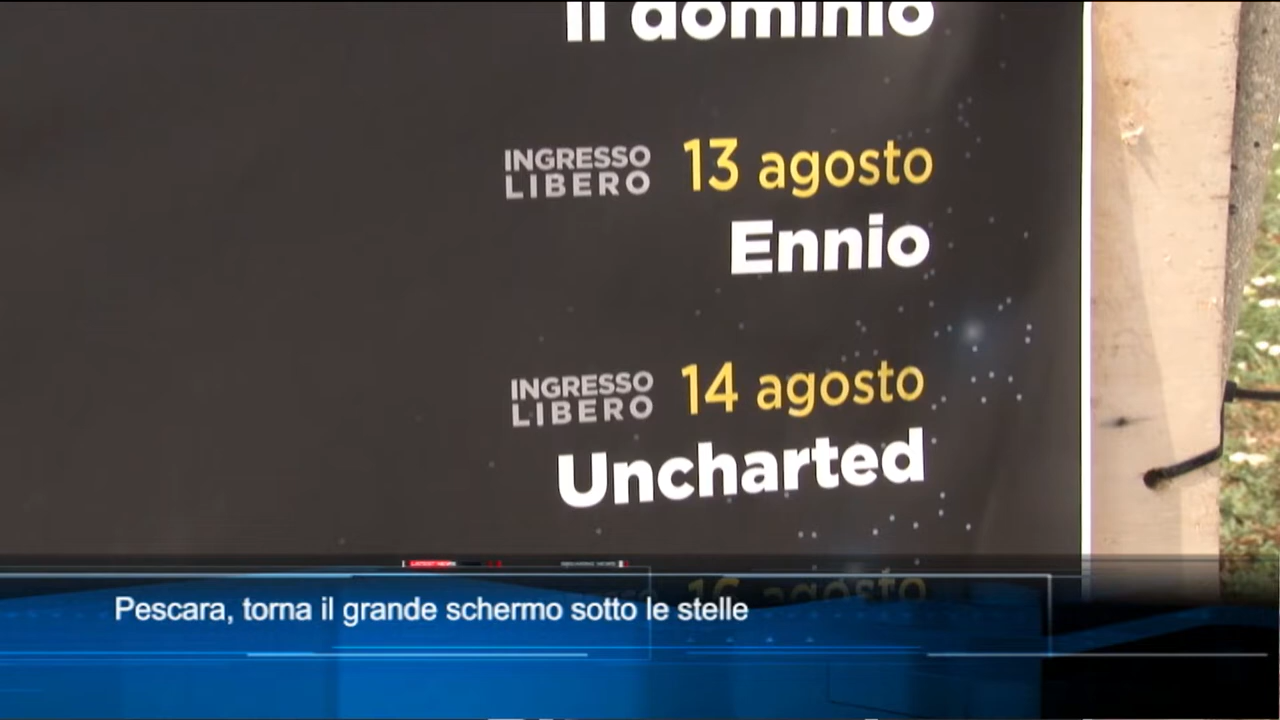 Il dominio
INGRESSO
LIBERO
13 agosto
Ennio
INGRESSO
LIBERO
14 agosto
Uncharted
agosto
Pescara, torna il grande schermo sotto le stelle